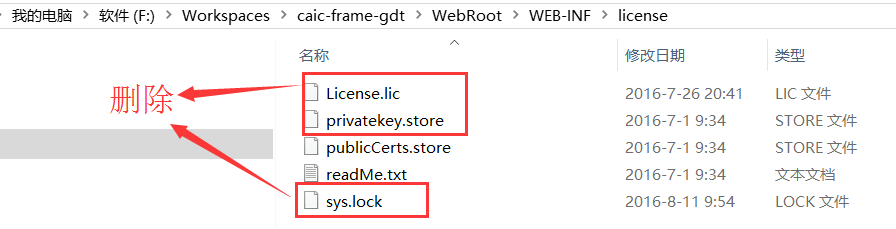 我的电脑 > 软件 (F:) > Workspaces > caic-frame-gdt > WebRoot > WEB-INF > license
名称 修改日期 类型
License.lic 2016-7-26 20:41 LIC 文件
删除
privatekey.store 2016-7-1 9:34 STORE 文件
publicCerts.store 2016-7-1 9:34 STORE 文件
readMe.txt 2016-7-1 9:34 文本文档
sys.lock 2016-8-11 9:54 LOCK 文件